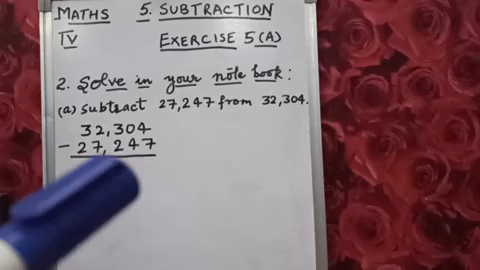 MATHS 5. SUBTRACTION
IV EXERCISE 5(A)
2. Solve in your note book:
(a) subtract 27,247 from 32,304.
32,304
- 27,247